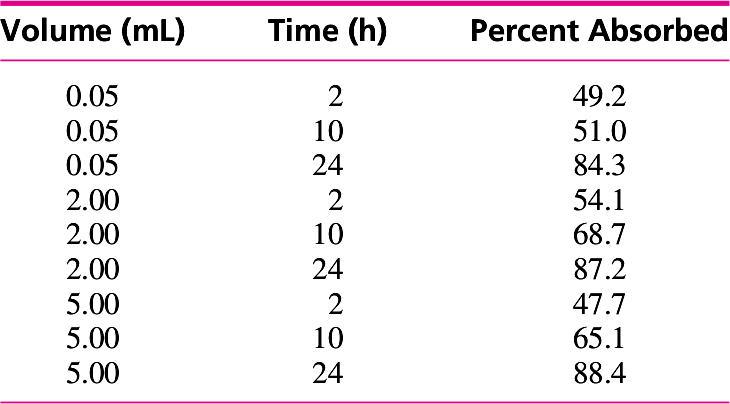 Volume (mL) Time (h) Percent Absorbed
0.05 2 49.2
0.05 10 51.0
0.05 24 84.3
2.00 2 54.1
2.00 10 68.7
2.00 24 87.2
5.00 2 47.7
5.00 10 65.1
5.00 24 88.4